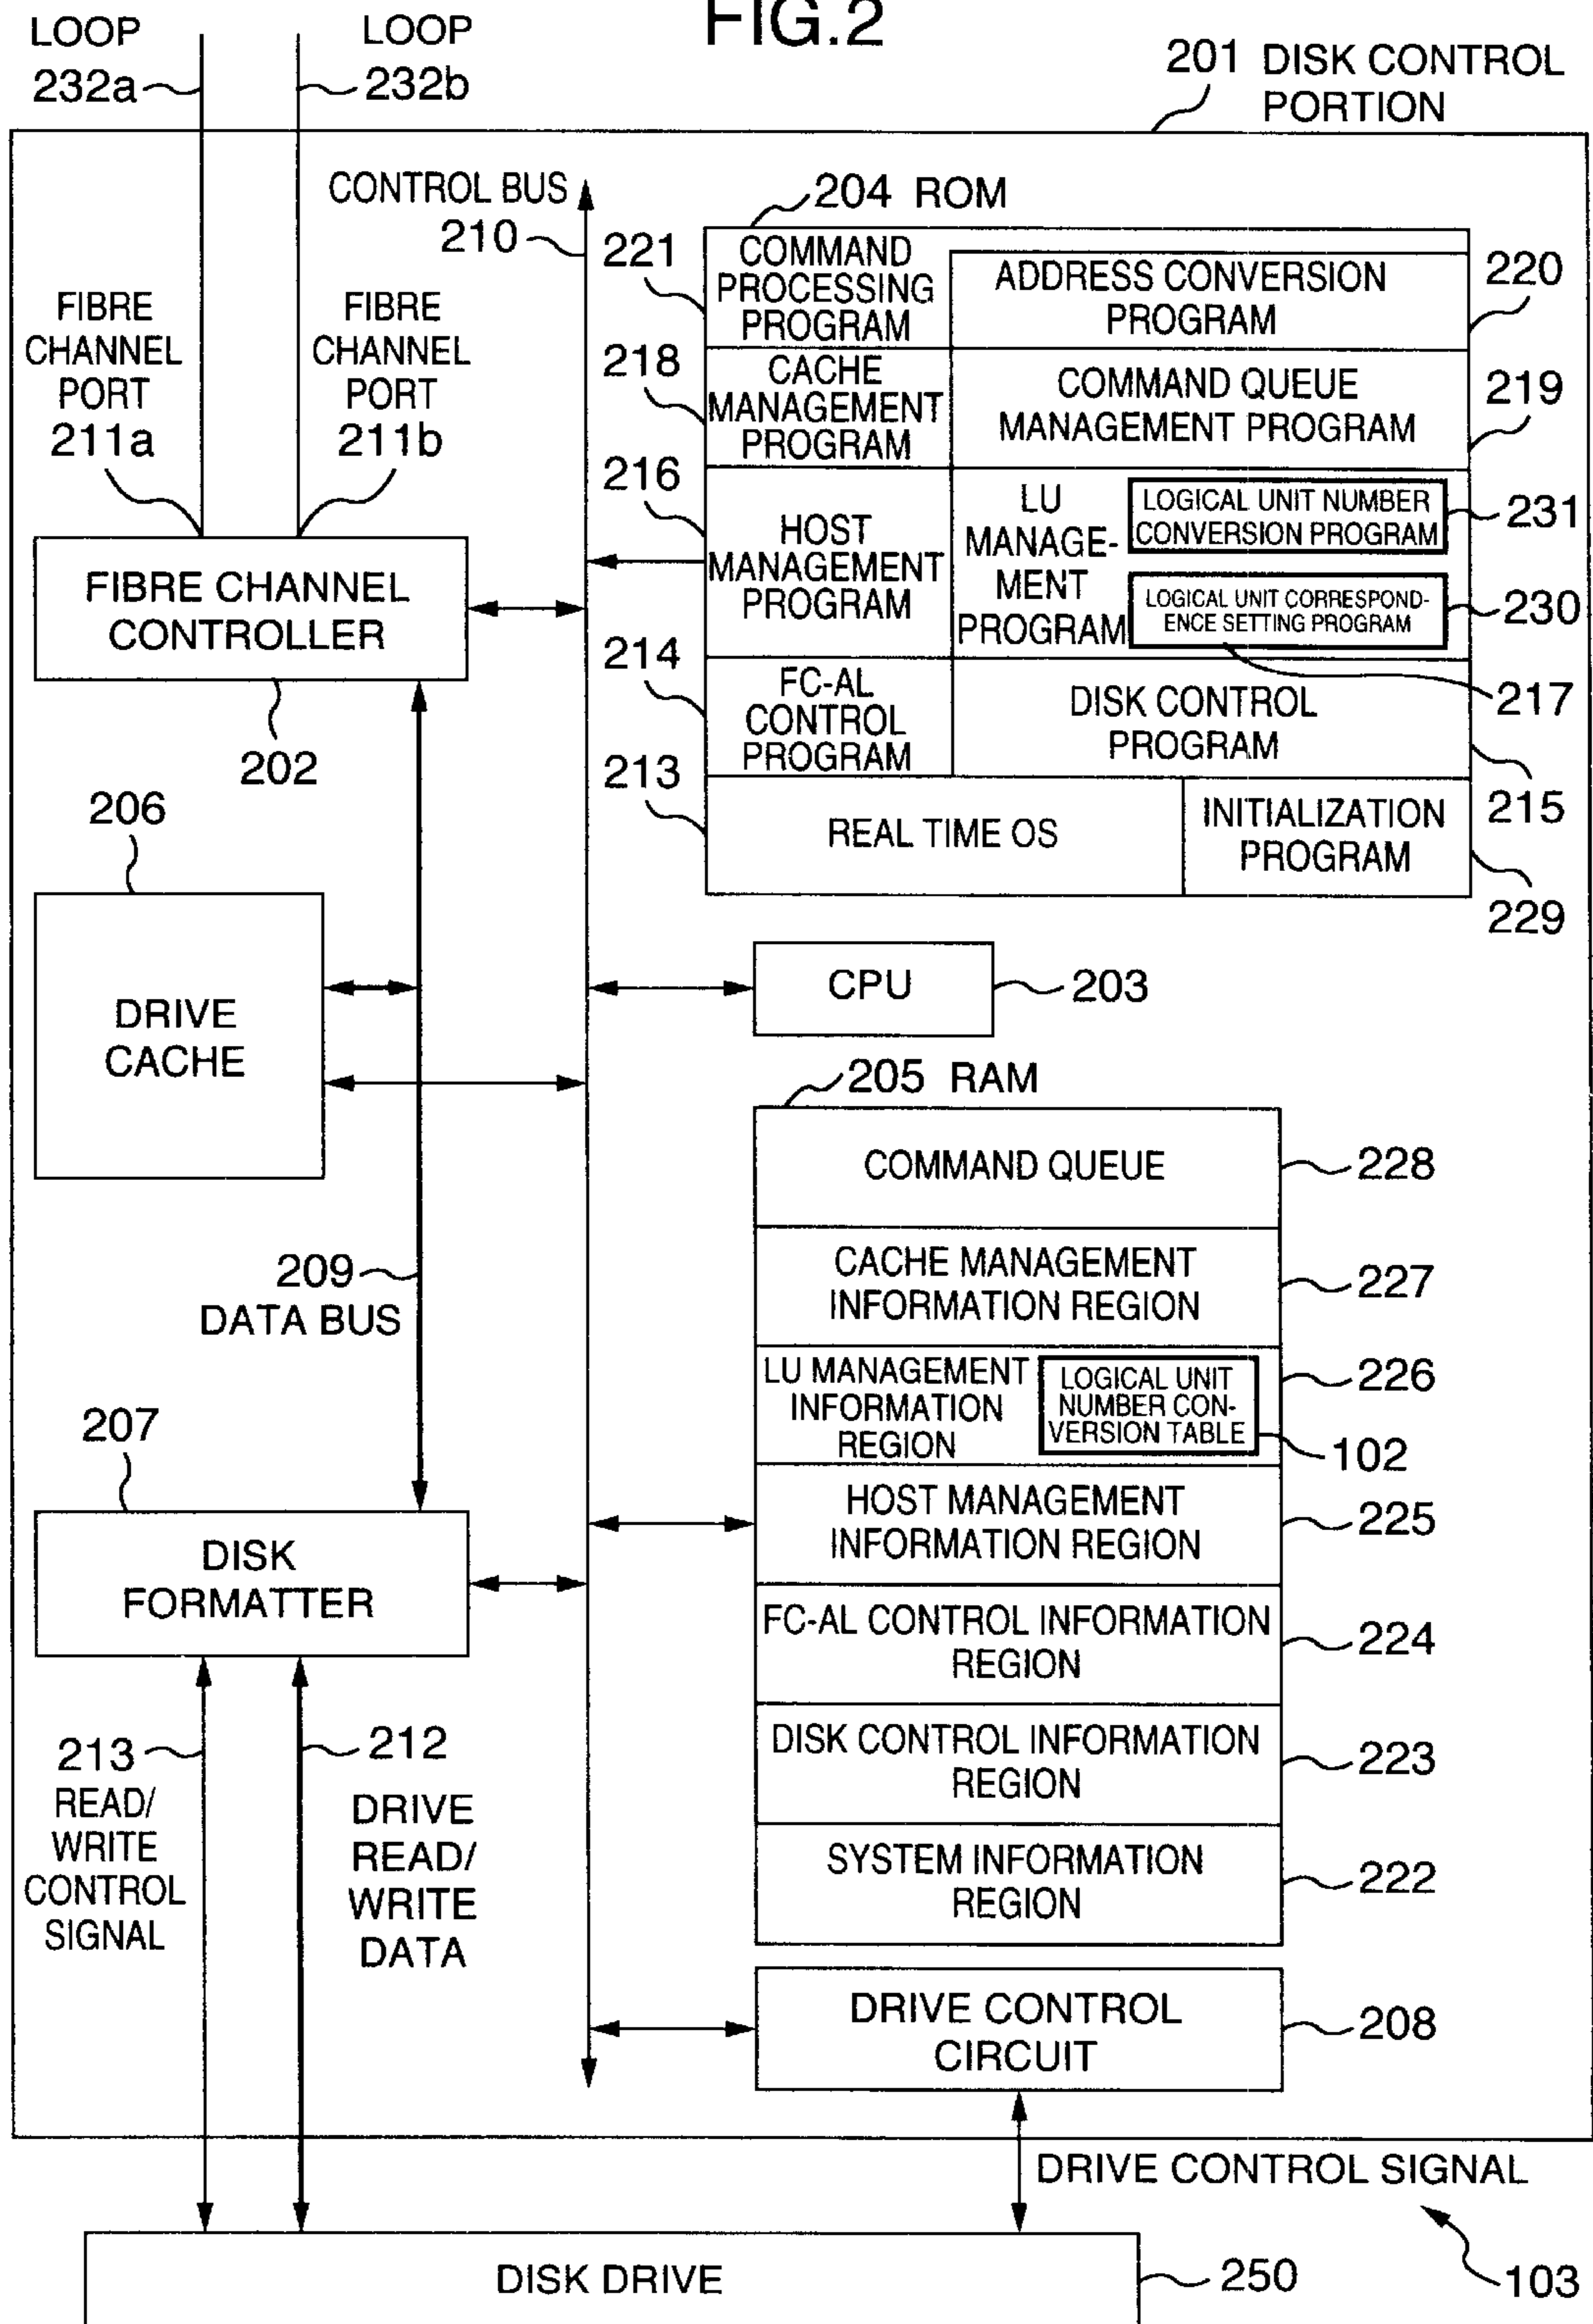 FIG.2
LOOP
232a
LOOP
232b
201 DISK CONTROL
PORTION
CONTROL BUS
210
FIBRE
CHANNEL
PORT
211a
FIBRE
CHANNEL
PORT
211b
FIBRE CHANNEL
CONTROLLER
202
206
DRIVE
CACHE
209
DATA BUS
207
DISK
FORMATTER
213
READ/
WRITE
CONTROL
SIGNAL
212
DRIVE
READ/
WRITE
DATA
204 ROM
221
COMMAND
PROCESSING
PROGRAM
ADDRESS CONVERSION
PROGRAM
220
218
CACHE
MANAGEMENT
PROGRAM
COMMAND QUEUE
MANAGEMENT PROGRAM
219
216
HOST
MANAGEMENT
PROGRAM
LU
MANAGE-
MENT
PROGRAM
LOGICAL UNIT NUMBER
CONVERSION PROGRAM
231
LOGICAL UNIT CORRESPOND-
ENCE SETTING PROGRAM
230
217
214
FC-AL
CONTROL
PROGRAM
DISK CONTROL
PROGRAM
215
213
REAL TIME OS
INITIALIZATION
PROGRAM
229
CPU
203
205 RAM
COMMAND QUEUE
228
CACHE MANAGEMENT
INFORMATION REGION
227
LU MANAGEMENT
INFORMATION
REGION
LOGICAL UNIT
NUMBER CON-
VERSION TABLE
226
102
HOST MANAGEMENT
INFORMATION REGION
225
FC-AL CONTROL INFORMATION
REGION
224
DISK CONTROL INFORMATION
REGION
223
SYSTEM INFORMATION
REGION
222
DRIVE CONTROL
CIRCUIT
208
DRIVE CONTROL SIGNAL
DISK DRIVE
250
103